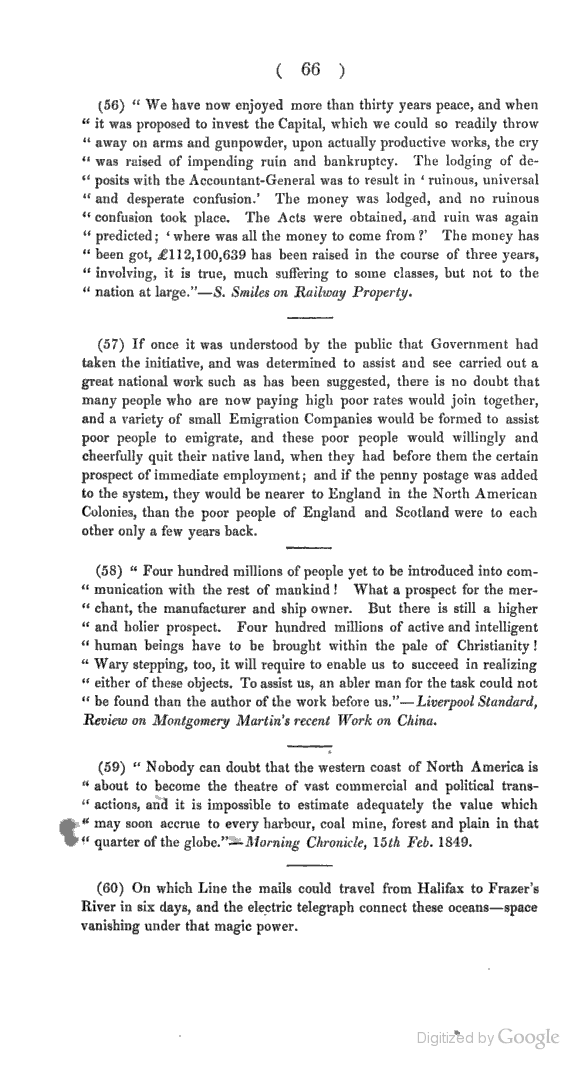 ( 66 )
(56) " We have now enjoyed more than thirty years peace, and when
" it was proposed to invest the Capital, which we could so readily throw
" away on arms and gunpowder, upon actually productive works, the cry
" was raised of impending ruin and bankruptcy. The lodging of de-
" posits with the Accountant-General was to result in ‘ ruinous, universal
" and desperate confusion.’ The money was lodged, and no ruinous
" confusion took place. The Acts were obtained, and ruin was again
" predicted; ‘ where was all the money to come from ?’ The money has
" been got, £112,100,639 has been raised in the course of three years,
" involving, it is true, much suffering to some classes, but not to the
" nation at large."—S. Smiles on Railway Property.
(57) If once it was understood by the public that Government had
taken the initiative, and was determined to assist and see carried out a
great national work such as has been suggested, there is no doubt that
many people who are now paying high poor rates would join together,
and a variety of small Emigration Companies would be formed to assist
poor people to emigrate, and these poor people would willingly and
cheerfully quit their native land, when they had before them the certain
prospect of immediate employment; and if the penny postage was added
to the system, they would be nearer to England in the North American
Colonies, than the poor people of England and Scotland were to each
other only a few years back.
(58) " Four hundred millions of people yet to be introduced into com-
" munication with the rest of mankind ! What a prospect for the mer-
" chant, the manufacturer and ship owner. But there is still a higher
" and holier prospect. Four hundred millions of active and intelligent
" human beings have to be brought within the pale of Christianity !
" Wary stepping, too, it will require to enable us to succeed in realizing
" either of these objects. To assist us, an abler man for the task could not
" be found than the author of the work before us."—Liverpool Standard,
Review on Montgomery Martin's recent Work on China.
(59) " Nobody can doubt that the western coast of North America is
" about to become the theatre of vast commercial and political trans-
" actions, and it is impossible to estimate adequately the value which
" may soon accrue to every harbour, coal mine, forest and plain in that
" quarter of the globe."—Morning Chronicle, 15th Feb. 1849.
(60) On which Line the mails could travel from Halifax to Frazer's
River in six days, and the electric telegraph connect these oceans—space
vanishing under that magic power.
Digitized by Google